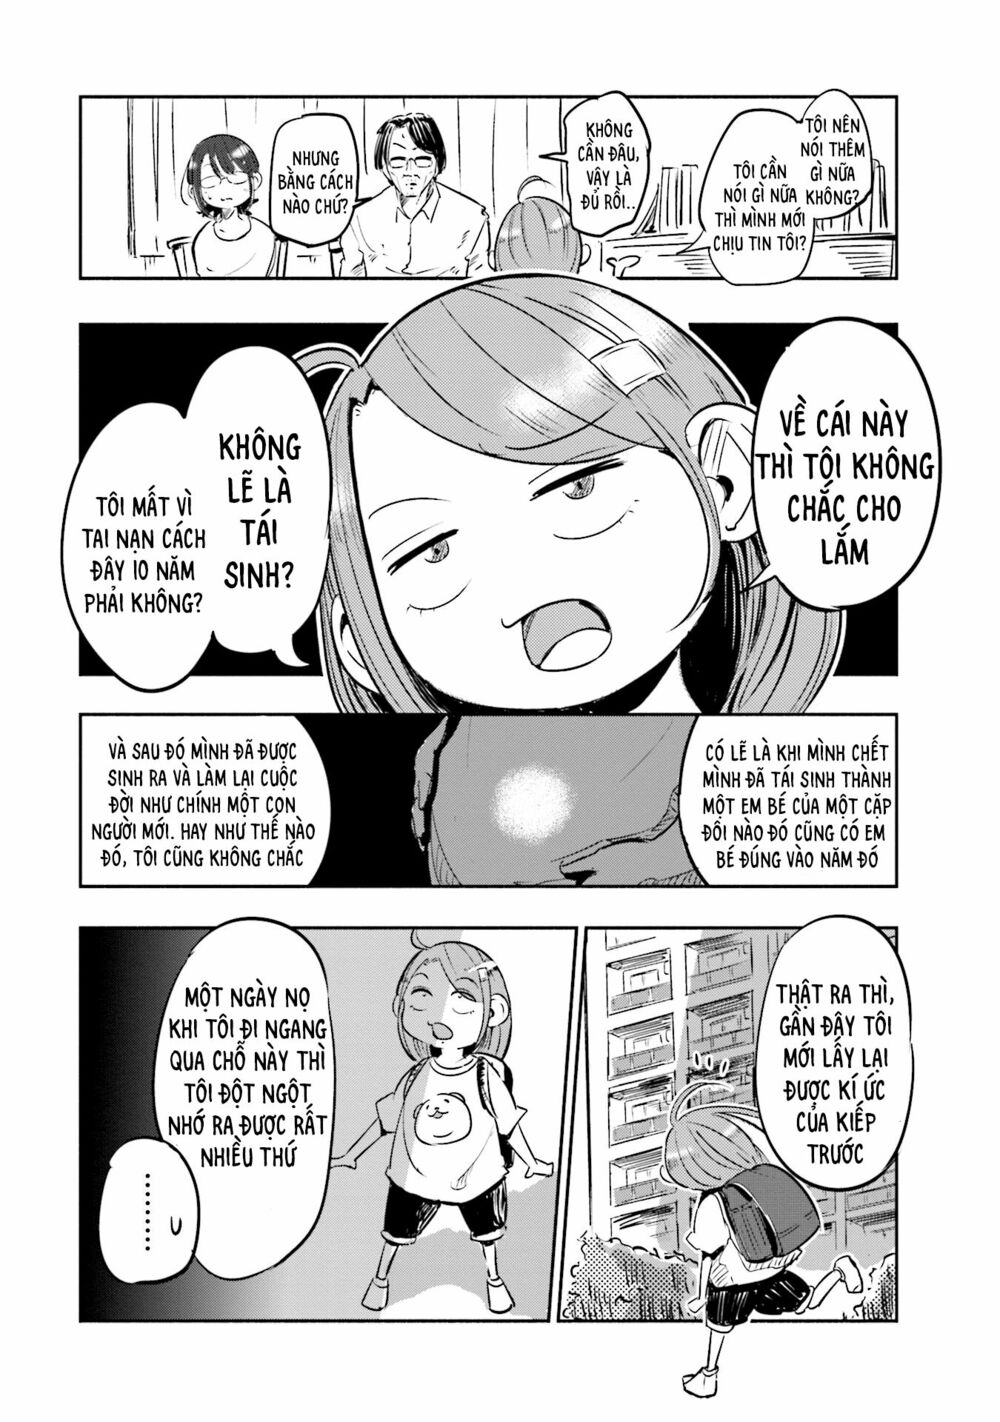 TÔI NÊN
NÓI THÊM
GÌ NỮA
KHÔNG?
TÔI CẦN
NÓI GÌ NỮA
THÌ MÌNH MỚI
CHỊU TIN TÔI?
KHÔNG
CẦN ĐÂU,
VẬY LÀ
ĐỦ RỒI..
NHƯNG
BẰNG CÁCH
NÀO CHỨ?
VỀ CÁI NÀY
THÌ TÔI KHÔNG
CHẮC CHO
LẮM
KHÔNG
LẼ LÀ
TÁI
SINH?
TÔI MẤT VÌ
TAI NẠN CÁCH
ĐÂY 10 NĂM
PHẢI KHÔNG?
CÓ LẼ LÀ KHI MÌNH CHẾT
MÌNH ĐÃ TÁI SINH THÀNH
MỘT EM BÉ CỦA MỘT CẶP
ĐÔI NÀO ĐÓ CŨNG CÓ EM
BÉ ĐÚNG VÀO NĂM ĐÓ
VÀ SAU ĐÓ MÌNH ĐÃ ĐƯỢC
SINH RA VÀ LÀM LẠI CUỘC
ĐỜI NHƯ CHÍNH MỘT CON
NGƯỜI MỚI. HAY NHƯ THẾ NÀO
ĐÓ, TÔI CŨNG KHÔNG CHẮC
THẬT RA THÌ,
GẦN ĐÂY TÔI
MỚI LẤY LẠI
ĐƯỢC KÍ ỨC
CỦA KIẾP
TRƯỚC
MỘT NGÀY NỌ
KHI TÔI ĐI NGANG
QUA CHỖ NÀY THÌ
TÔI ĐỘT NGỘT
NHỚ RA ĐƯỢC RẤT
NHIỀU THỨ
........